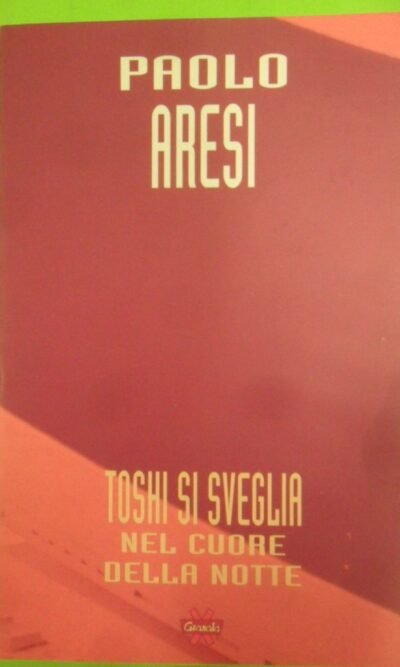 PAOLO
ARESI
TOSHI SI SVEGLIA
NEL CUORE
DELLA NOTTE